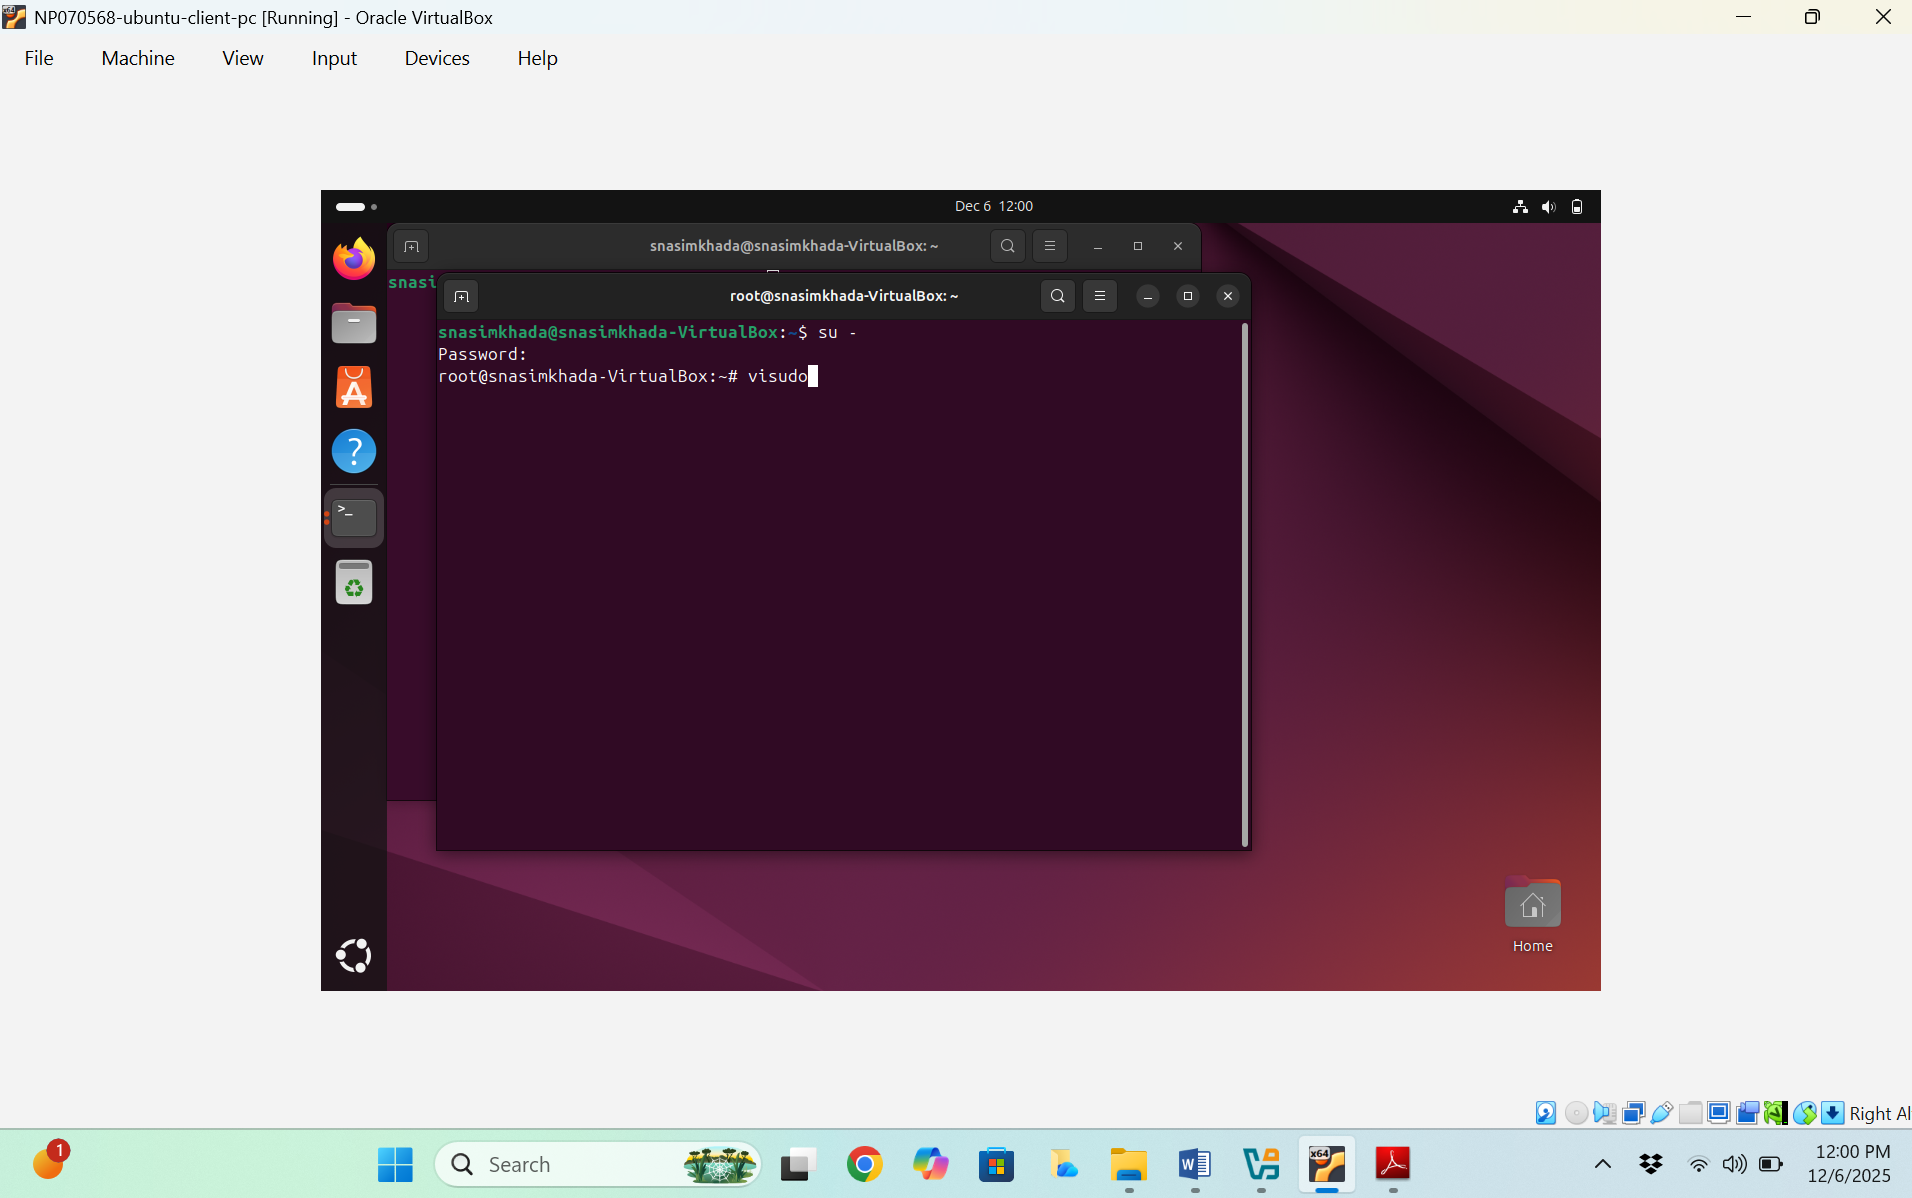 NP070568-ubuntu-client-pc [Running] - Oracle VirtualBox
File Machine View Input Devices Help
Dec 6 12:00
snasimkhada@snasimkhada-VirtualBox: ~
snasi
root@snasimkhada-VirtualBox: ~
snasimkhada@snasimkhada-VirtualBox:~$ su -
Password:
root@snasimkhada-VirtualBox:~# visudo
Home
Right Al
1
Search
x64
12:00 PM
12/6/2025